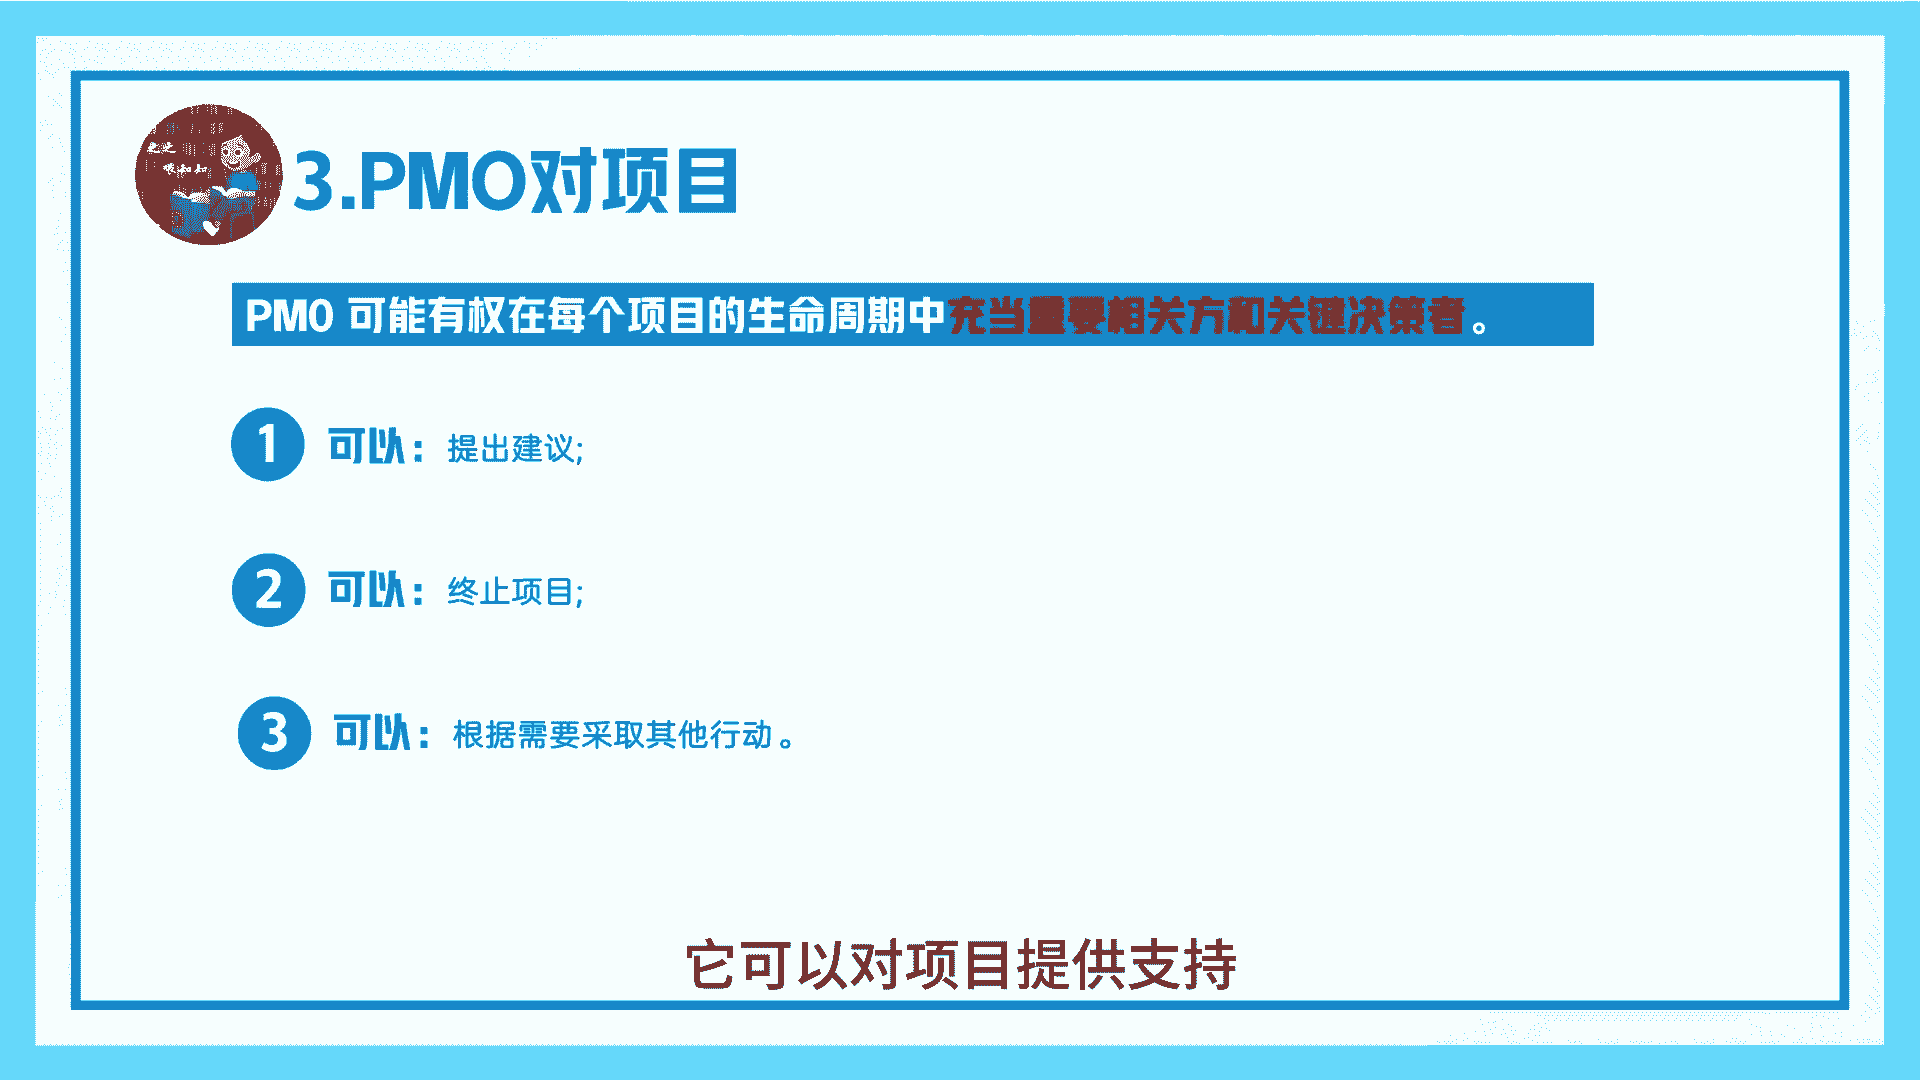 3.PMO对项目
PMO 可能有权在每个项目的生命周期中充当重要相关方和关键决策者。
1 可以：提出建议;
2 可以：终止项目;
3 可以：根据需要采取其他行动。
它可以对项目提供支持